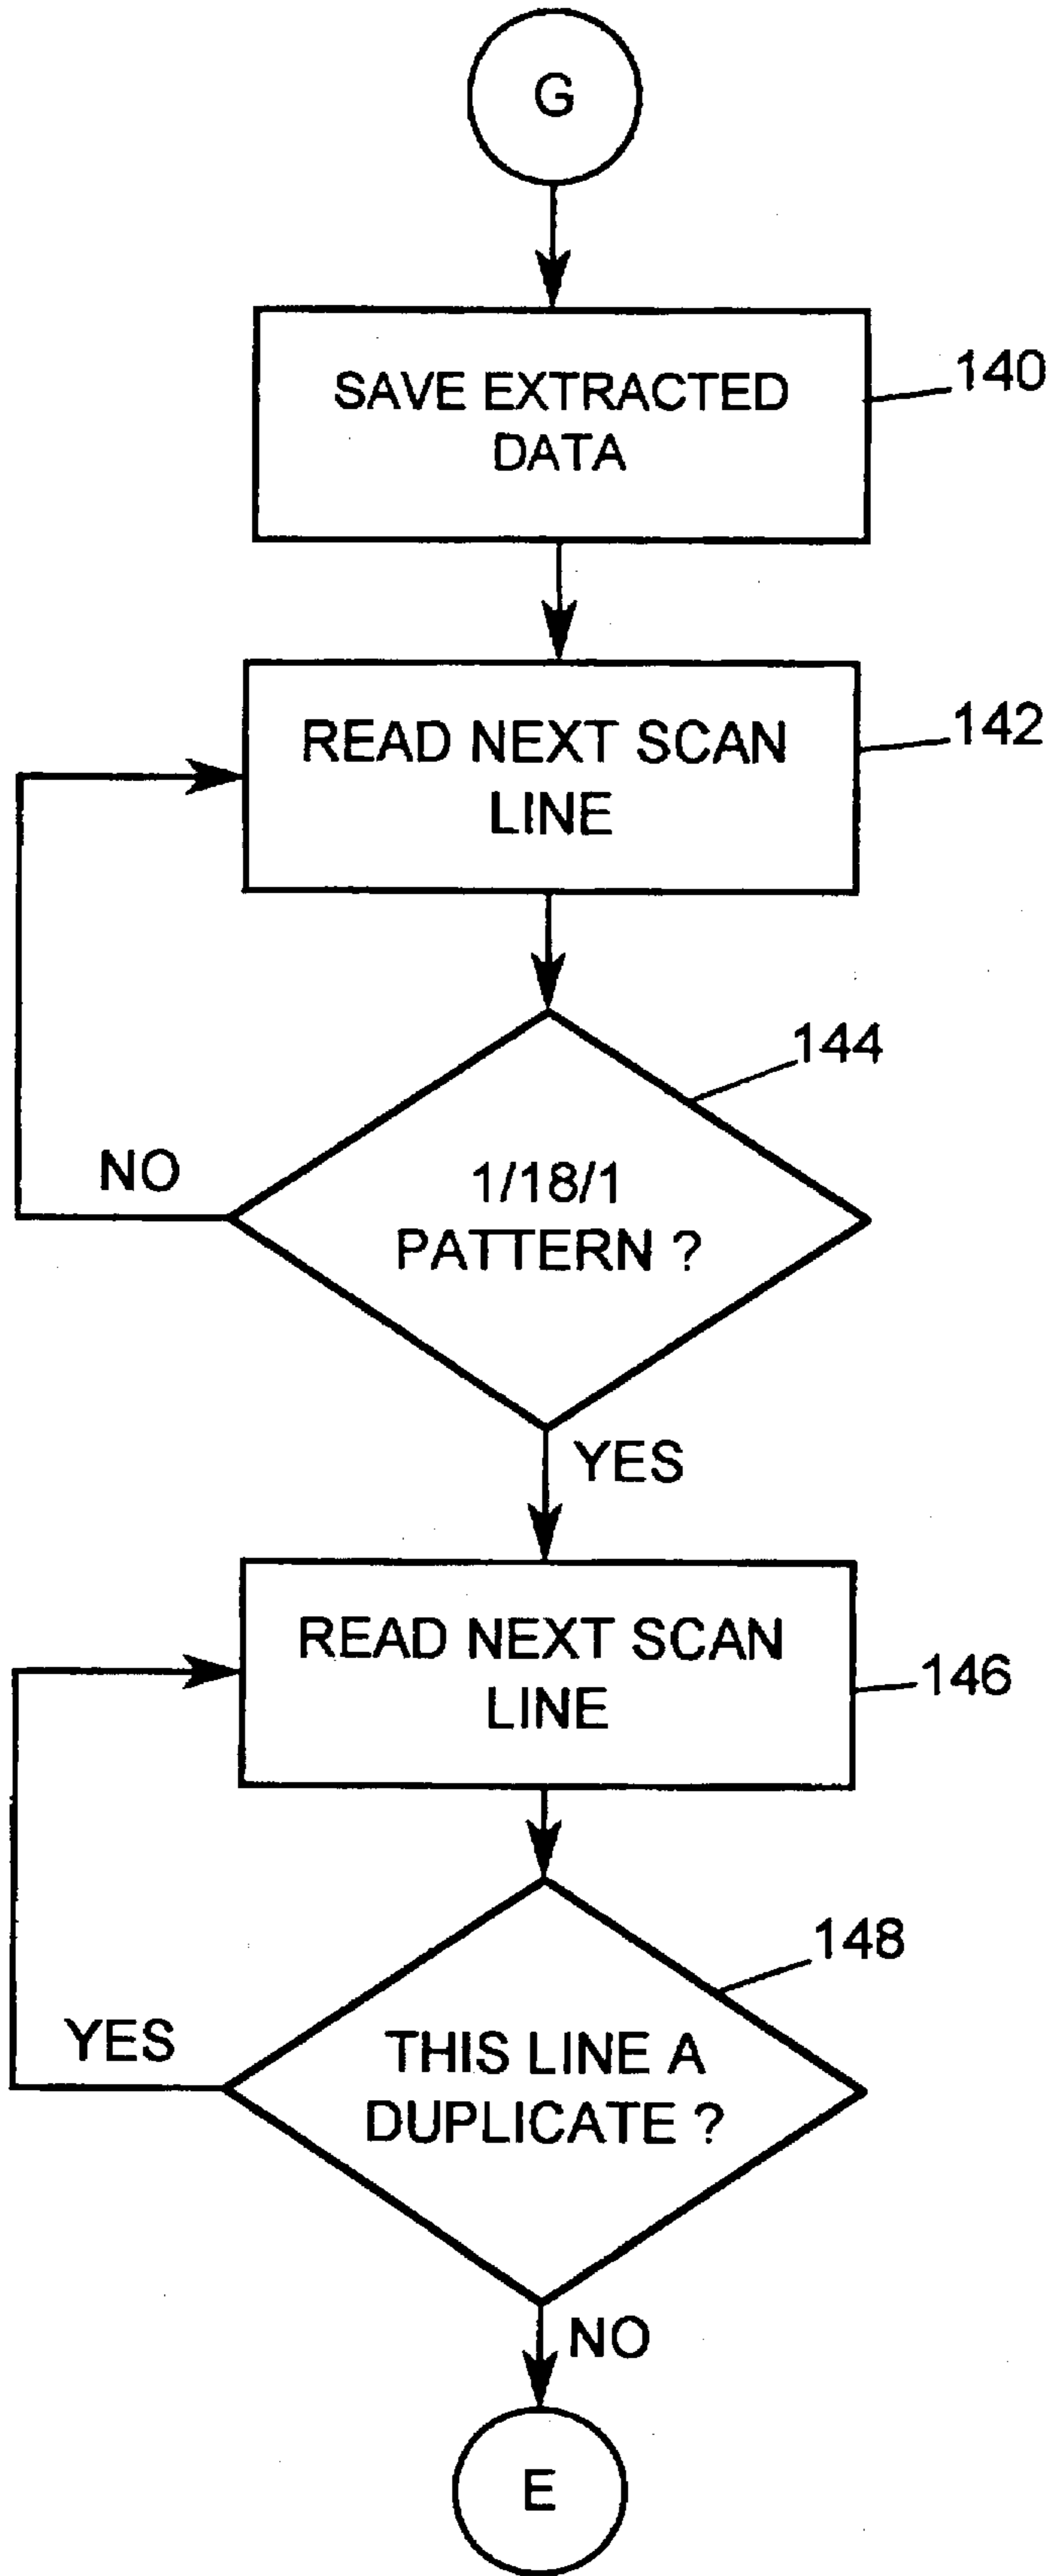 G
SAVE EXTRACTED
DATA
140
READ NEXT SCAN
LINE
142
144
NO
1/18/1
PATTERN ?
YES
READ NEXT SCAN
LINE
146
148
YES
THIS LINE A
DUPLICATE ?
NO
E